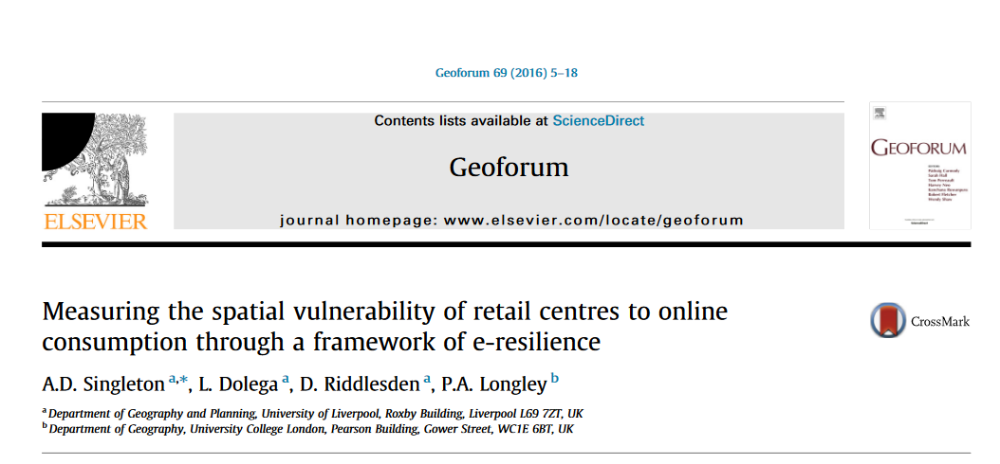 Geoforum 69 (2016) 5–18
Contents lists available at ScienceDirect
Geoforum
journal homepage: www.elsevier.com/locate/geoforum
ELSEVIER
GEOFORUM
Measuring the spatial vulnerability of retail centres to online
consumption through a framework of e-resilience
CrossMark
A.D. Singleton a,*, L. Dolega a, D. Riddlesden a, P.A. Longley b
a Department of Geography and Planning, University of Liverpool, Roxby Building, Liverpool L69 7ZT, UK
b Department of Geography, University College London, Pearson Building, Gower Street, WC1E 6BT, UK